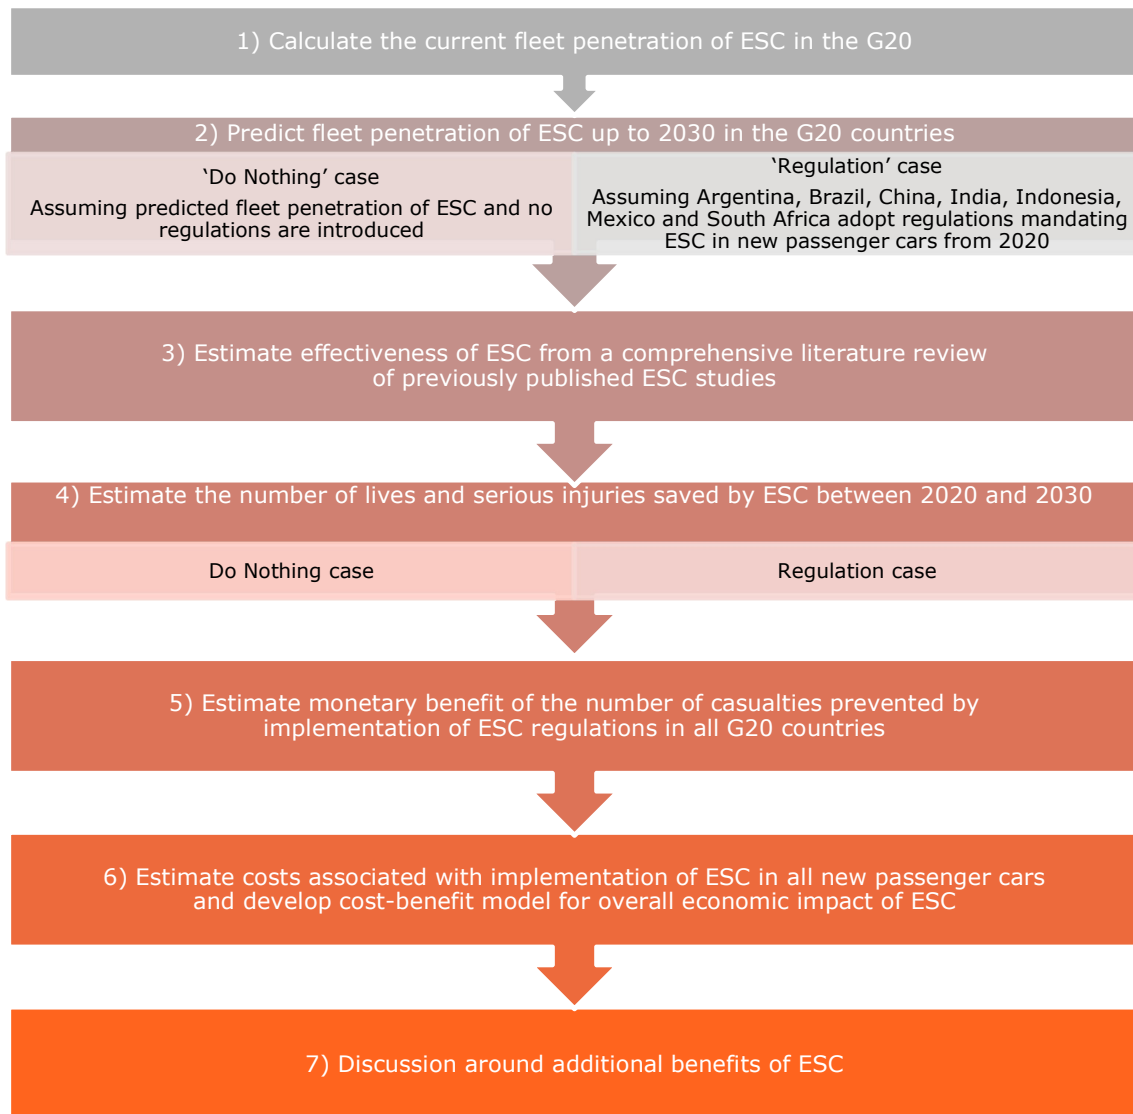 1) Calculate the current fleet penetration of ESC in the G20
2) Predict fleet penetration of ESC up to 2030 in the G20 countries
‘Do Nothing’ case
Assuming predicted fleet penetration of ESC and no
regulations are introduced
‘Regulation’ case
Assuming Argentina, Brazil, China, India, Indonesia,
Mexico and South Africa adopt regulations mandating
ESC in new passenger cars from 2020
3) Estimate effectiveness of ESC from a comprehensive literature review
of previously published ESC studies
4) Estimate the number of lives and serious injuries saved by ESC between 2020 and 2030
Do Nothing case
Regulation case
5) Estimate monetary benefit of the number of casualties prevented by
implementation of ESC regulations in all G20 countries
6) Estimate costs associated with implementation of ESC in all new passenger cars
and develop cost-benefit model for overall economic impact of ESC
7) Discussion around additional benefits of ESC